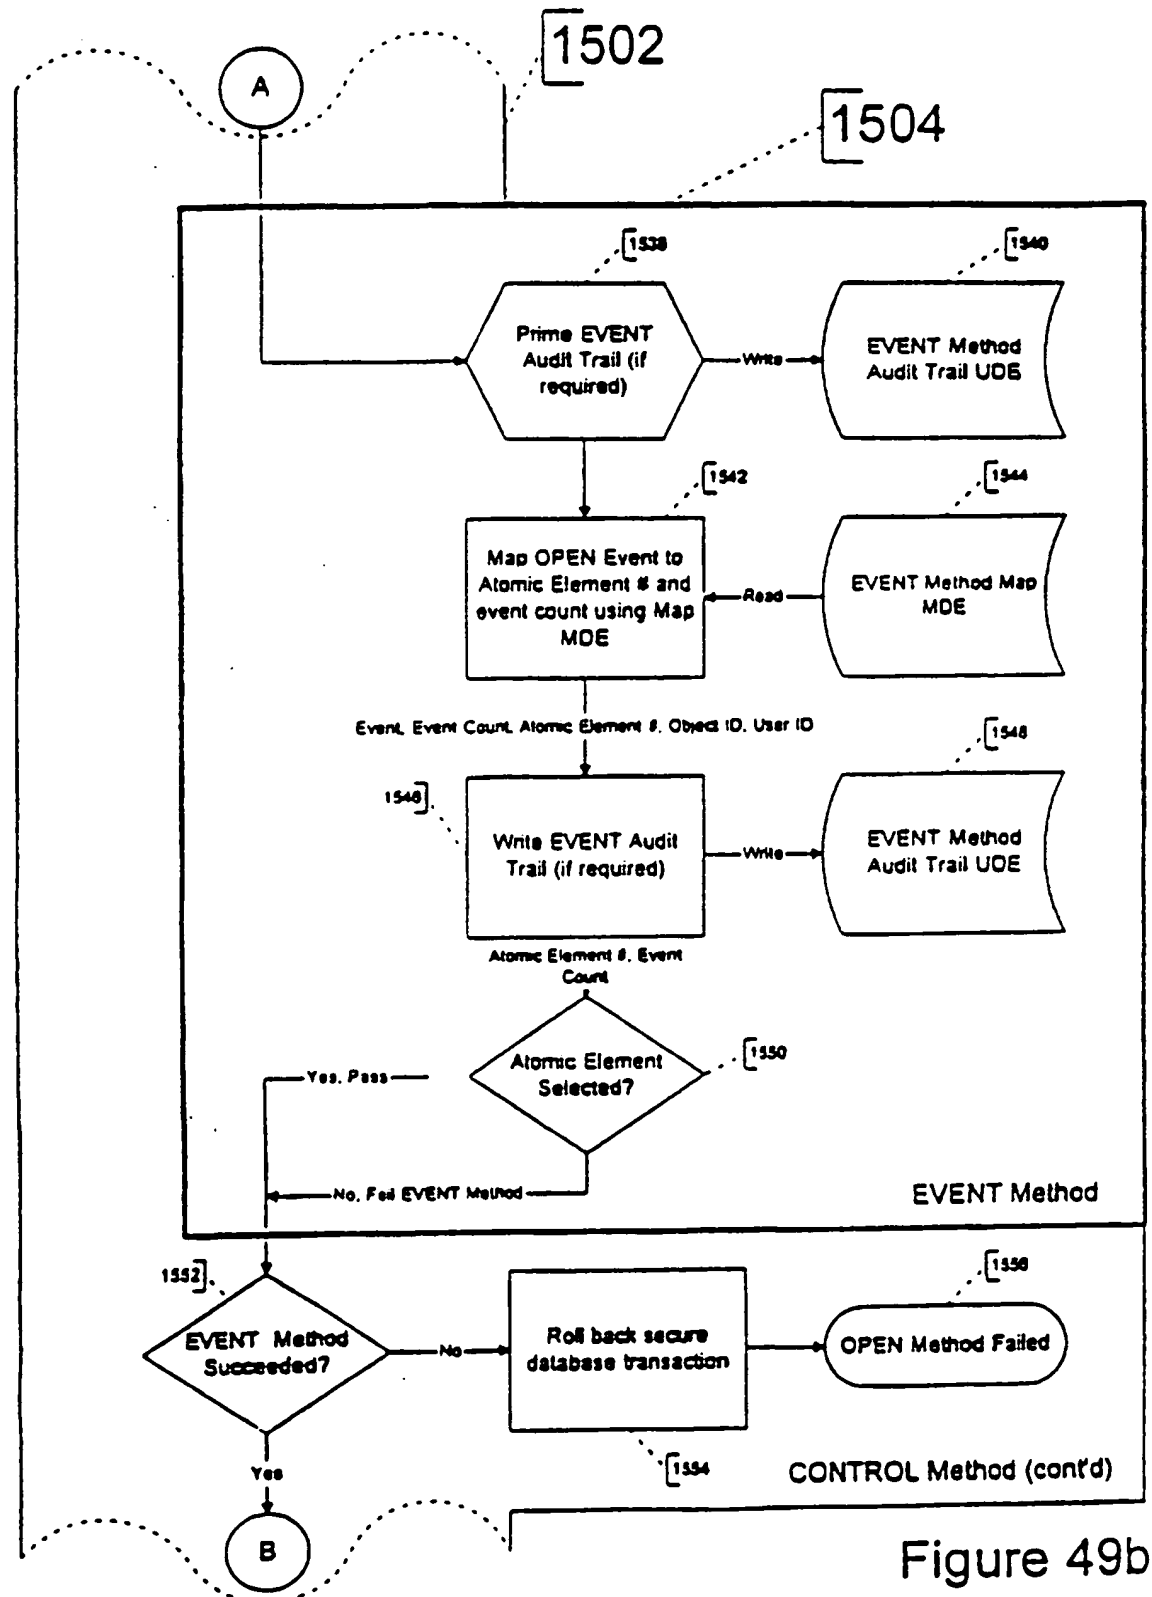 1502
A
1504
1538
1540
Prime EVENT
Audit Trail (if
required)
Write
EVENT Method
Audit Trail UDE
1542
1544
Map OPEN Event to
Atomic Element # and
event count using Map
MDE
Read
EVENT Method Map
MDE
Event, Event Count, Atomic Element #, Object ID, User ID
1546
1548
Write EVENT Audit
Trail (if required)
Write
EVENT Method
Audit Trail UDE
Atomic Element #, Event
Count
1550
Atomic Element
Selected?
Yes, Pass
No, Fail EVENT Method
EVENT Method
1552
1556
EVENT Method
Succeeded?
No
Roll back secure
database transaction
OPEN Method Failed
1554
Yes
CONTROL Method (cont'd)
B
Figure 49b